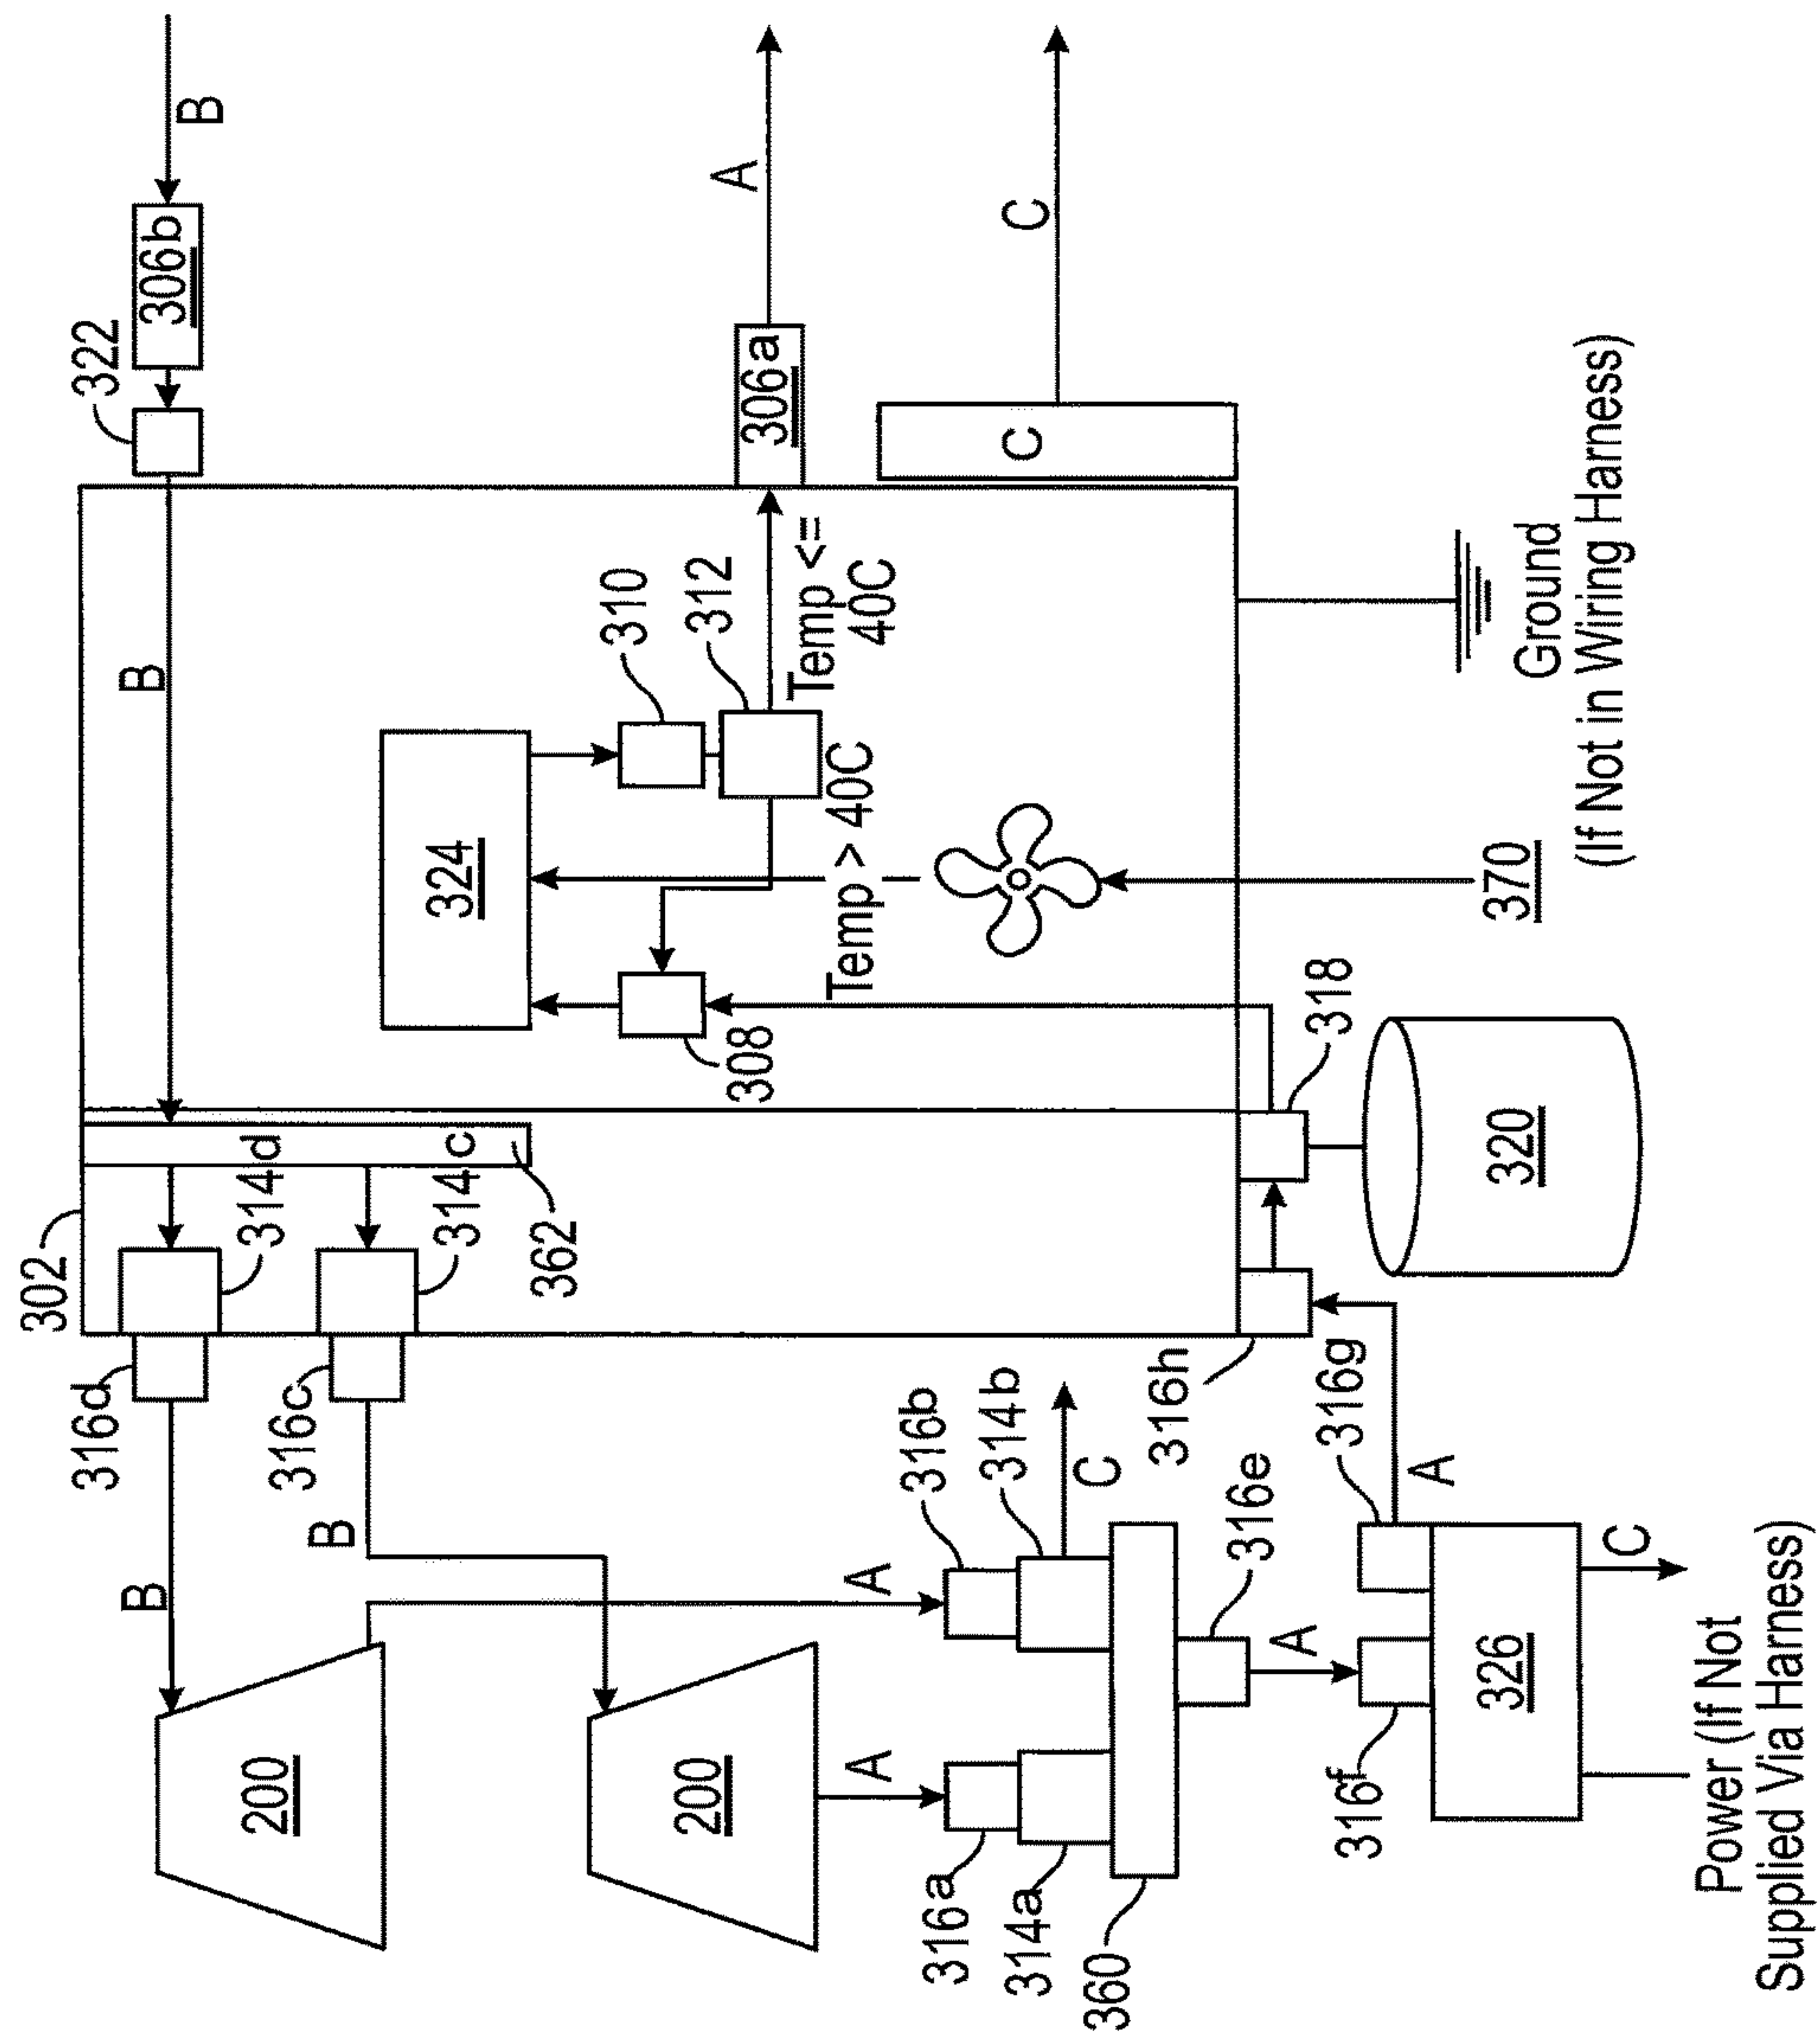 B
306b
322
A
306a
C
C
B
310
312
Temp <=
40C
324
Temp > 40C
308
370
Ground
(If Not in Wiring Harness)
318
320
302
314d
314c
362
316d
316c
316h
B
B
200
200
A
A
316b
314b
C
316a
314a
360
316e
A
316f
316g
A
326
C
Power (If Not
Supplied Via Harness)